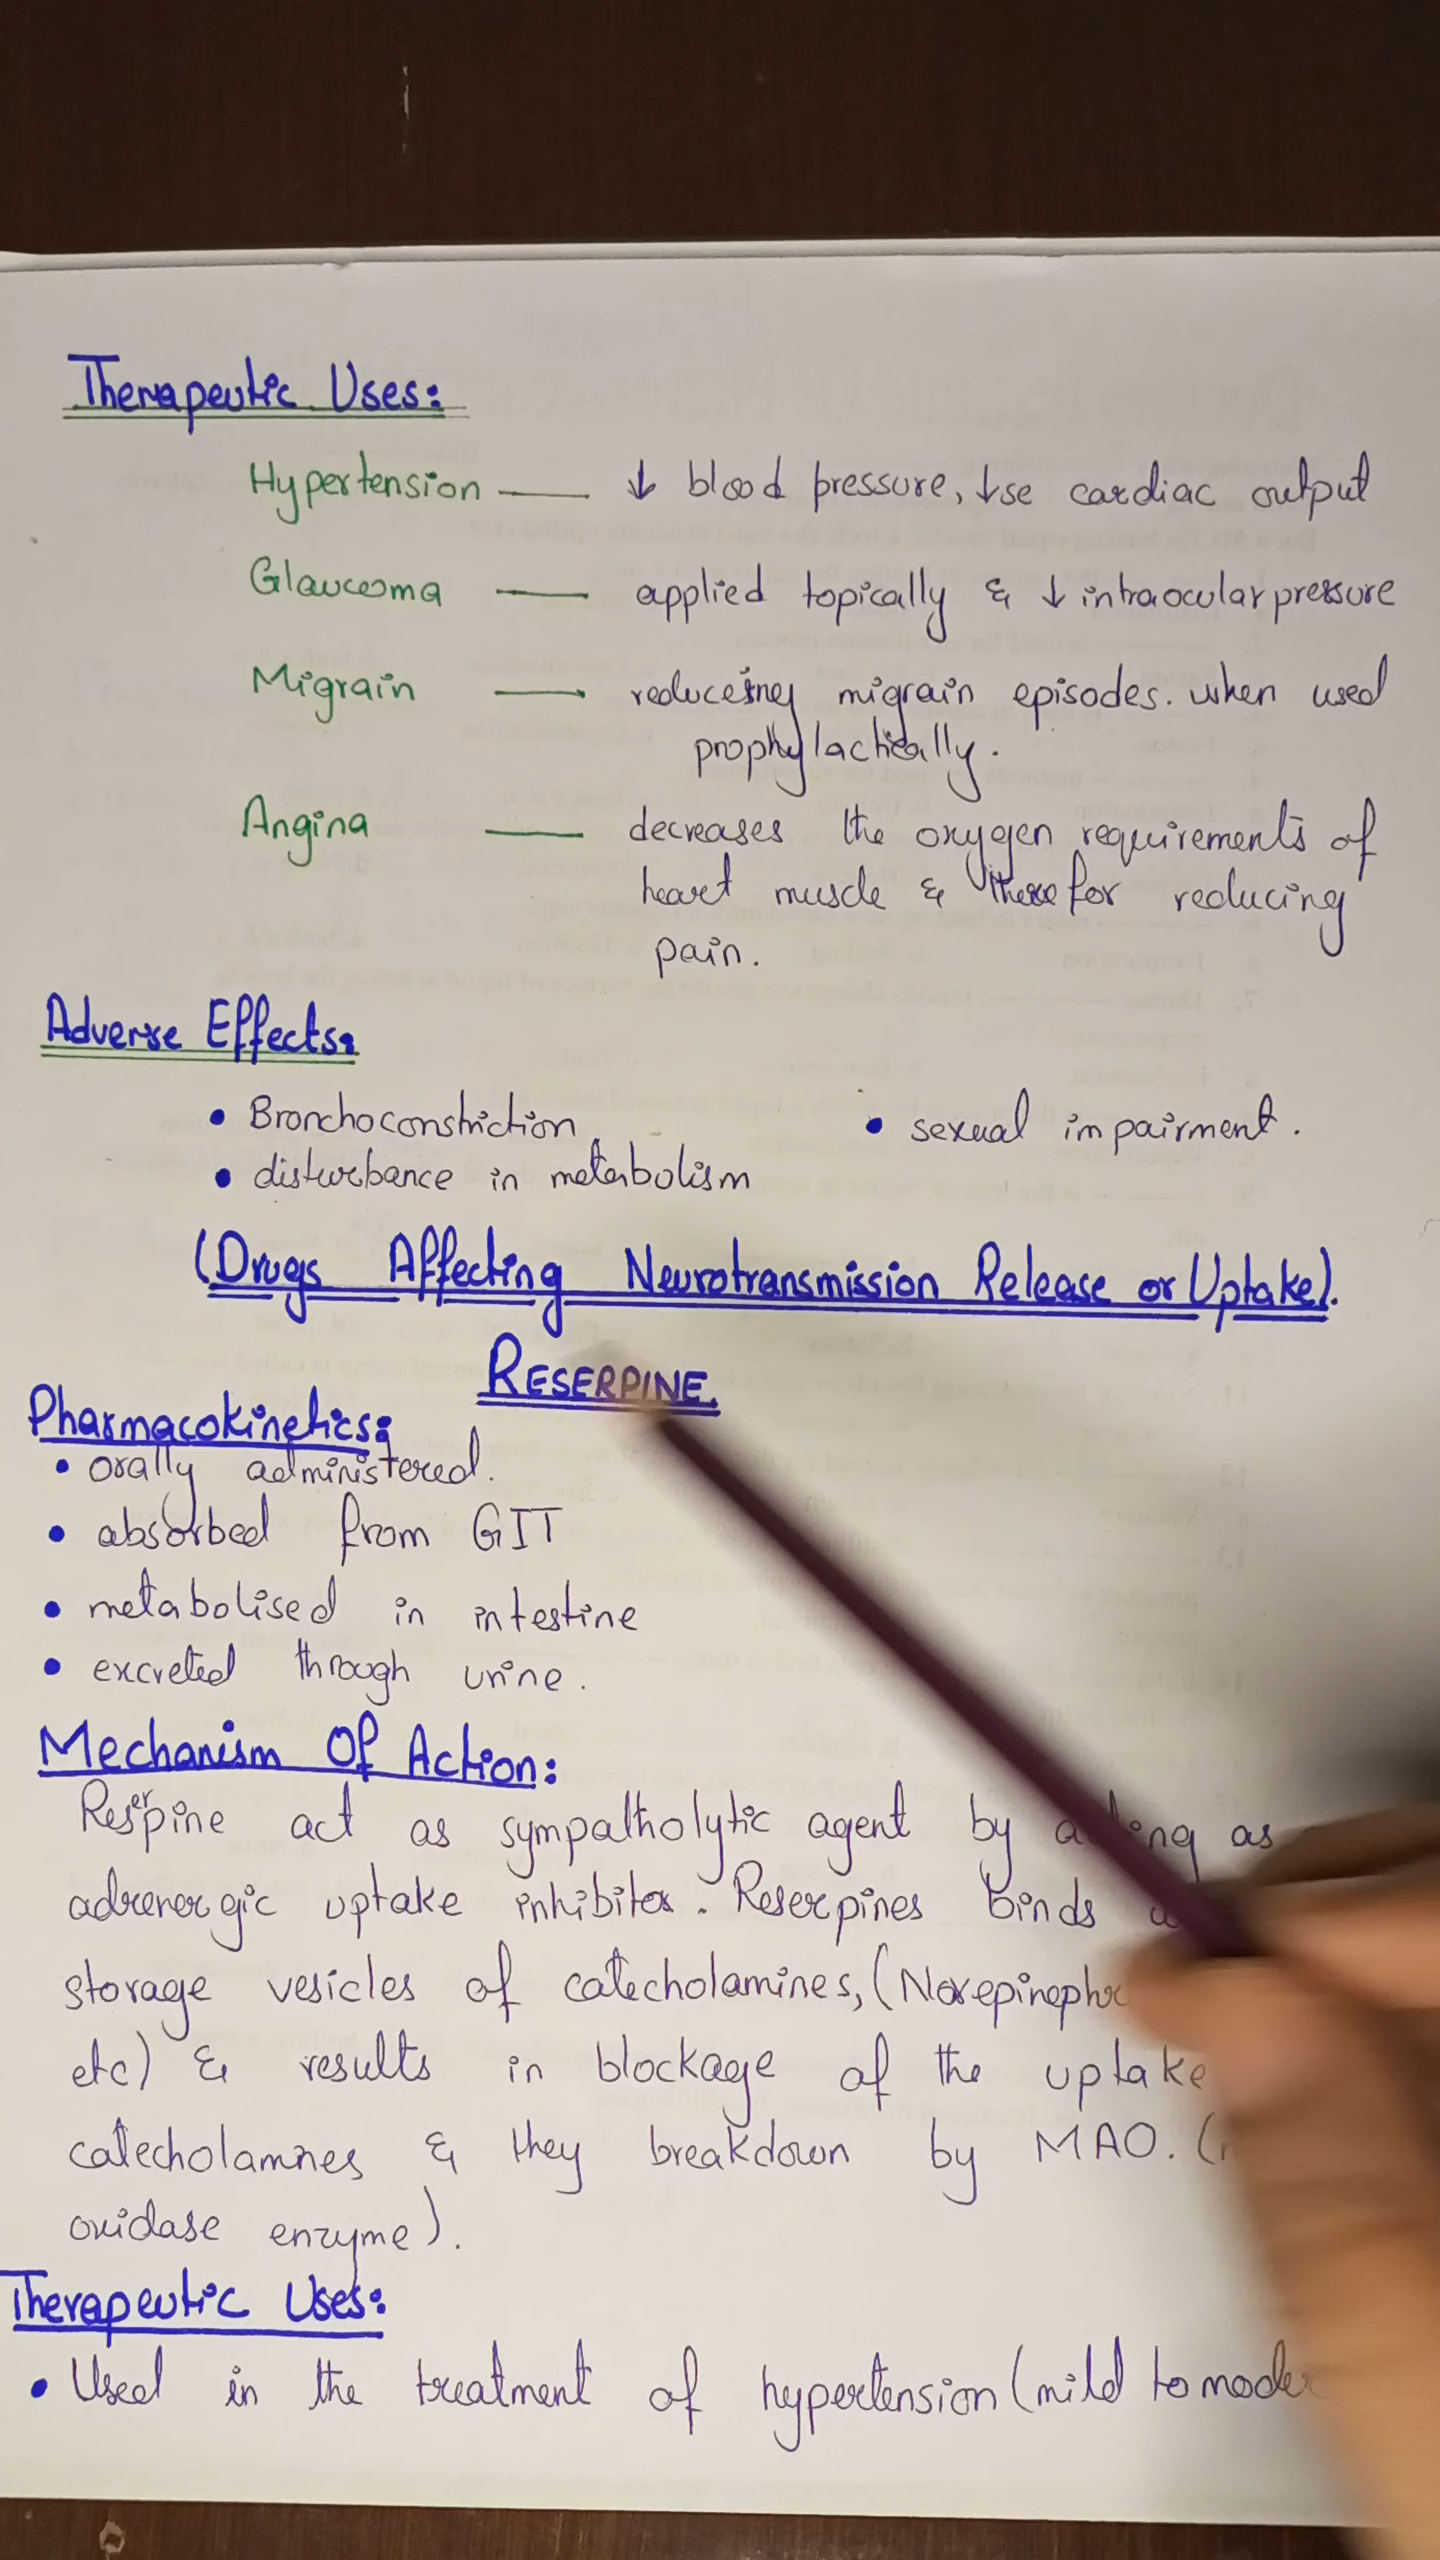 Therapeutic Uses:
Hypertension — ↓ blood pressure, ↓se cardiac output
Glaucoma — applied topically & ↓ intraocular pressure
Migrain — reduceing migrain episodes. when used
prophylactically.
Angina — decreases the oxygen requirements of
heart muscle & therefor reducing
pain.
Adverse Effects:
• Bronchoconstriction • sexual impairment.
• disturbance in metabolism
(Drugs Affecting Neurotransmission Release or Uptake).
RESERPINE.
Pharmacokinetics:
• orally administered.
• absorbed from GIT
• metabolised in intestine
• excreted through urine.
Mechanism Of Action:
Reserpine act as sympatholytic agent by as
adrenergic uptake inhibitor. Reserpines binds
storage vesicles of catecholamines, (
etc) & results in blockage of the uptake
catecholamnes & they breakdown by MAO. (
oxidase enzyme).
Therapeutic Uses:
• Used in the treatment of hypertension (mild to